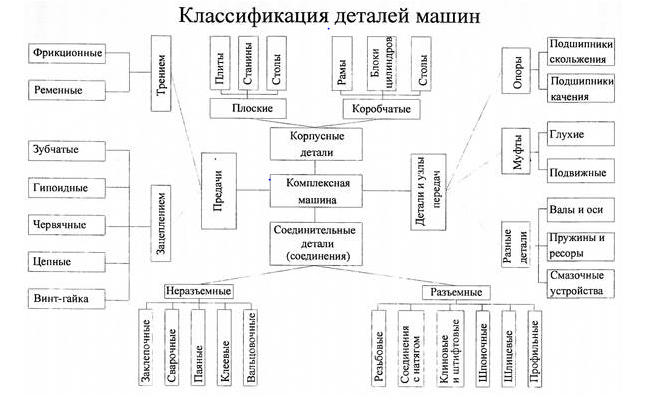 Классификация деталей машин
Фрикционные
Ременные
Трением
Зубчатые
Гипоидные
Червячные
Цепные
Винт-гайка
Зацеплением
Передачи
Плиты
Станины
Столы
Плоские
Рамы
Блоки
цилиндров
Столы
Коробчатые
Корпусные
детали
Комплексная
машина
Соединительные
детали
(соединения)
Неразъемные
Заклепочные
Сварочные
Паяные
Клеевые
Вальцовочные
Разъемные
Резьбовые
Соединения
с натягом
Клиновые
и штифтовые
Шпоночные
Шлицевые
Профильные
Детали и узлы
передач
Опоры
Подшипники
скольжения
Подшипники
качения
Муфты
Глухие
Подвижные
Разные
детали
Валы и оси
Пружины и
рессоры
Смазочные
устройства